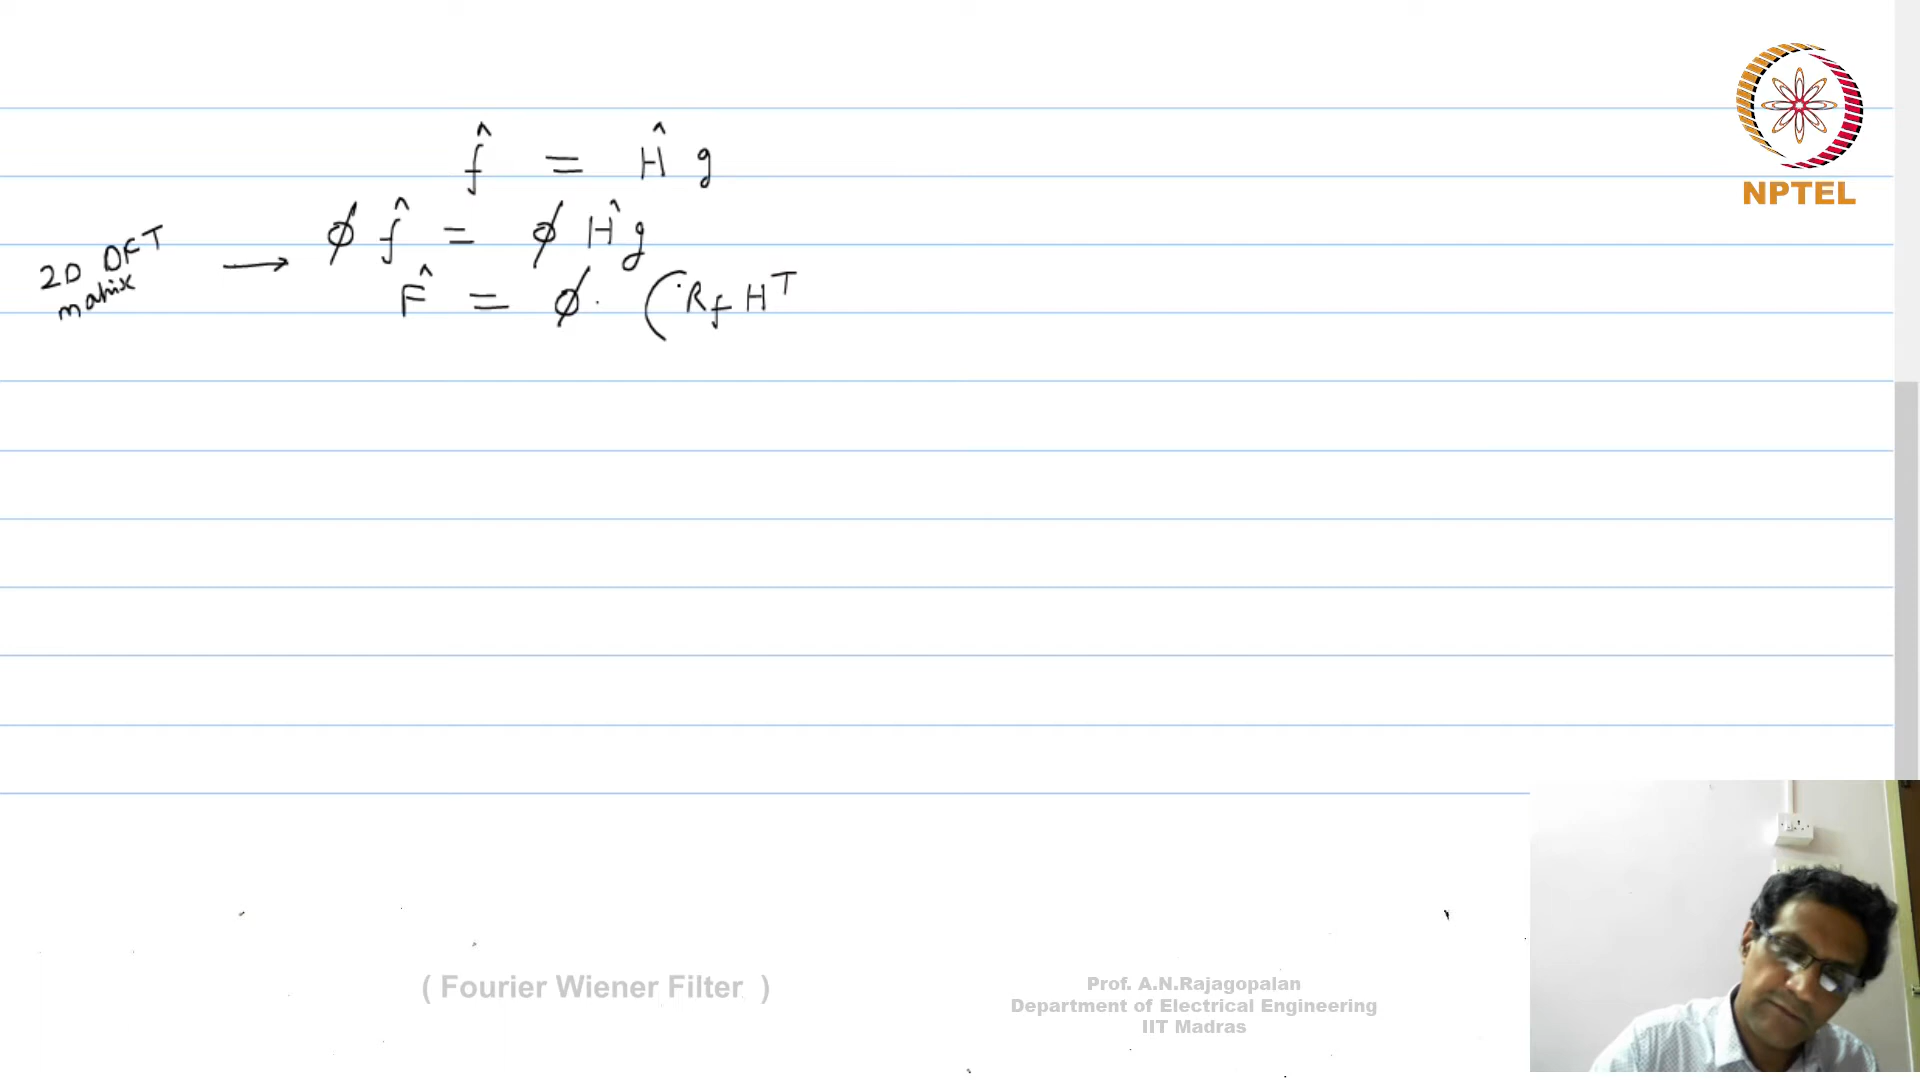 f̂ = Ĥ g
ϕ f̂ = ϕ Ĥ g
2D DFT matrix →
F̂ = ϕ · ( R_f H^T
NPTEL
( Fourier Wiener Filter )
Prof. A.N.Rajagopalan
Department of Electrical Engineering
IIT Madras